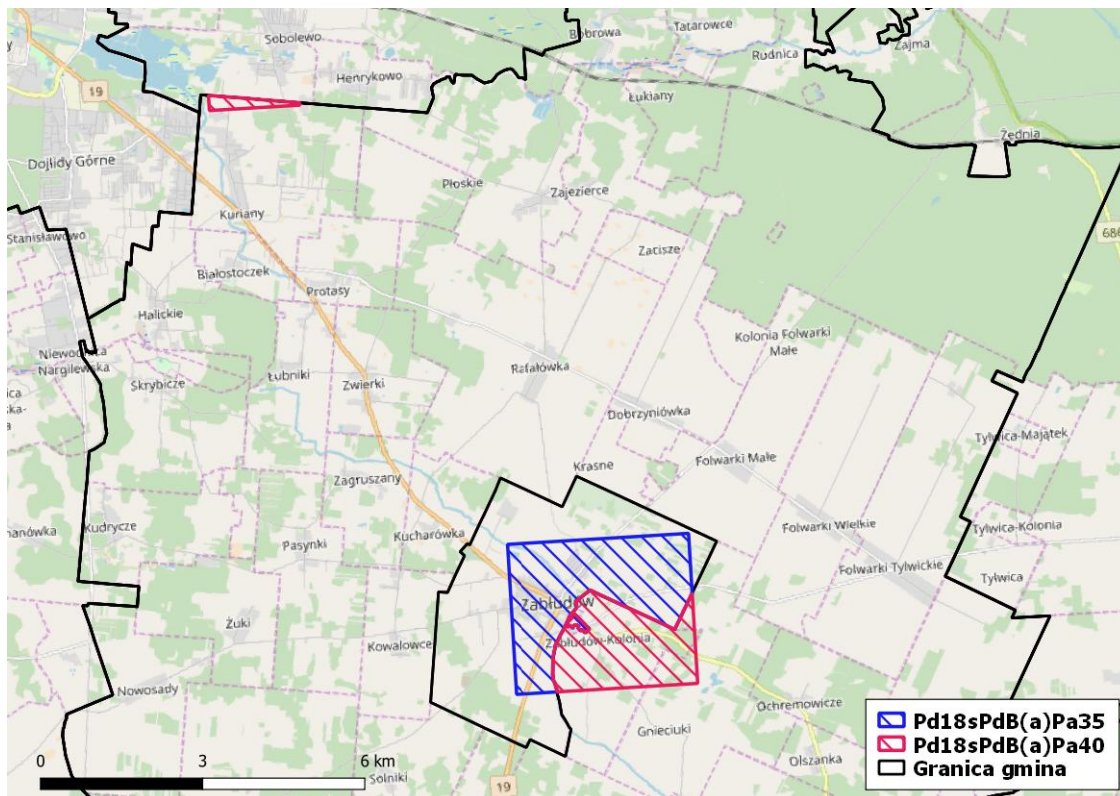 Sobolewo
Bobrowa
Tatarowce
Zajma
Rudnica
Henrykowo
19
Łukiany
Żednia
Dojlidy Górne
Płoskie
Zajezierce
Kuriany
Stanisławowo
686
Zacisze
Białostoczek
Protasy
Halickie
Kolonia Folwarki
Małe
Niewodnica
Nargilewska
Rafałówka
Łubniki
Zwierki
Skrybicze
Dobrzyniówka
Tylwica-Majątek
Folwarki Małe
Krasne
Zagruszany
Folwarki Wielkie
Tylwica-Kolonia
Kudrycze
Kucharówka
Pasynki
Folwarki Tylwickie
Tylwica
Zabłudów
Żuki
Zabłudów-Kolonia
Kowalowce
Nowosady
Ochremowicze
Gnieciuki
Olszanka
Solniki
19
0 3 6 km
Pd18sPdB(a)Pa35
Pd18sPdB(a)Pa40
Granica gmina